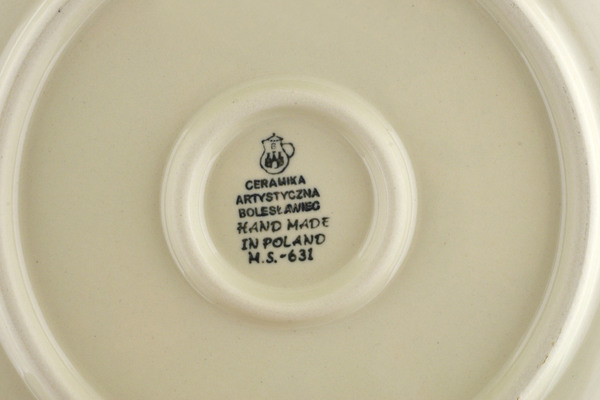 CERAMIKA
ARTYSTYCZNA
BOLESŁAWIEC
HAND MADE
IN POLAND
M.S.-631